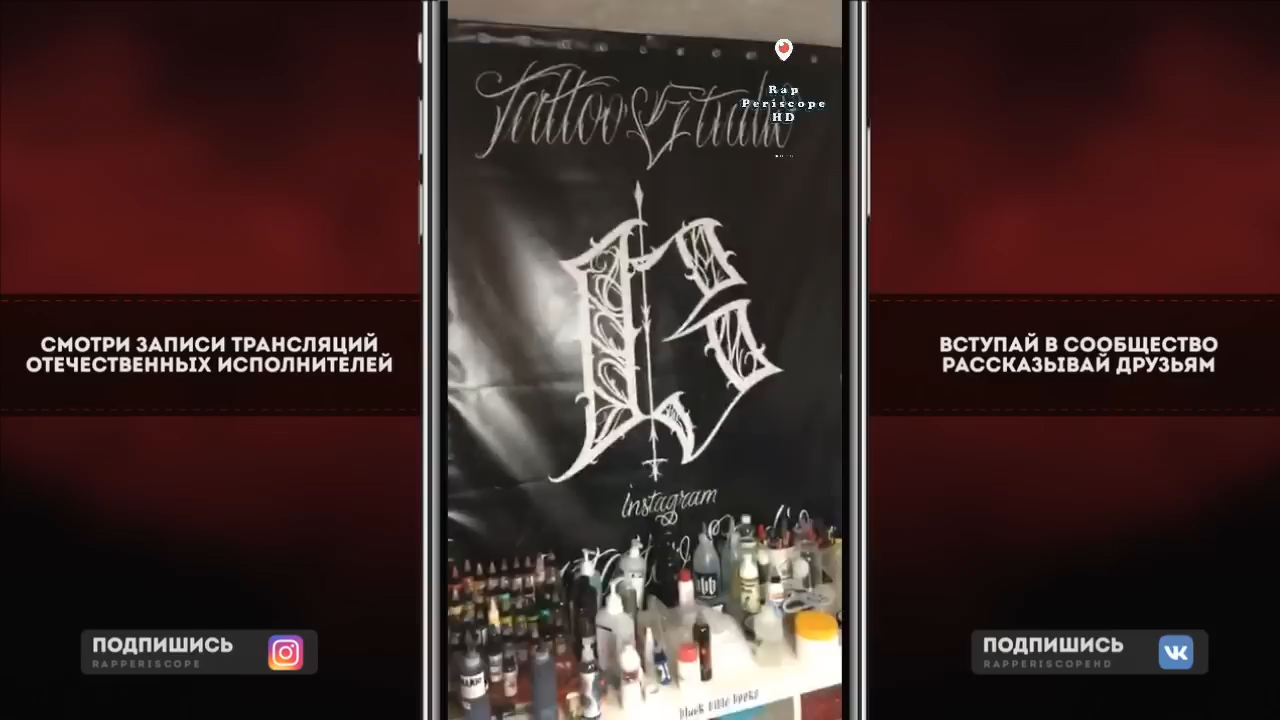 Rap
Periscope
HD
Tattoo Studio
СМОТРИ ЗАПИСИ ТРАНСЛЯЦИЙ
ОТЕЧЕСТВЕННЫХ ИСПОЛНИТЕЛЕЙ
ВСТУПАЙ В СООБЩЕСТВО
РАССКАЗЫВАЙ ДРУЗЬЯМ
B
instagram
ПОДПИШИСЬ
RAPPERISCOPE
ПОДПИШИСЬ
RAPPERISCOPEHD